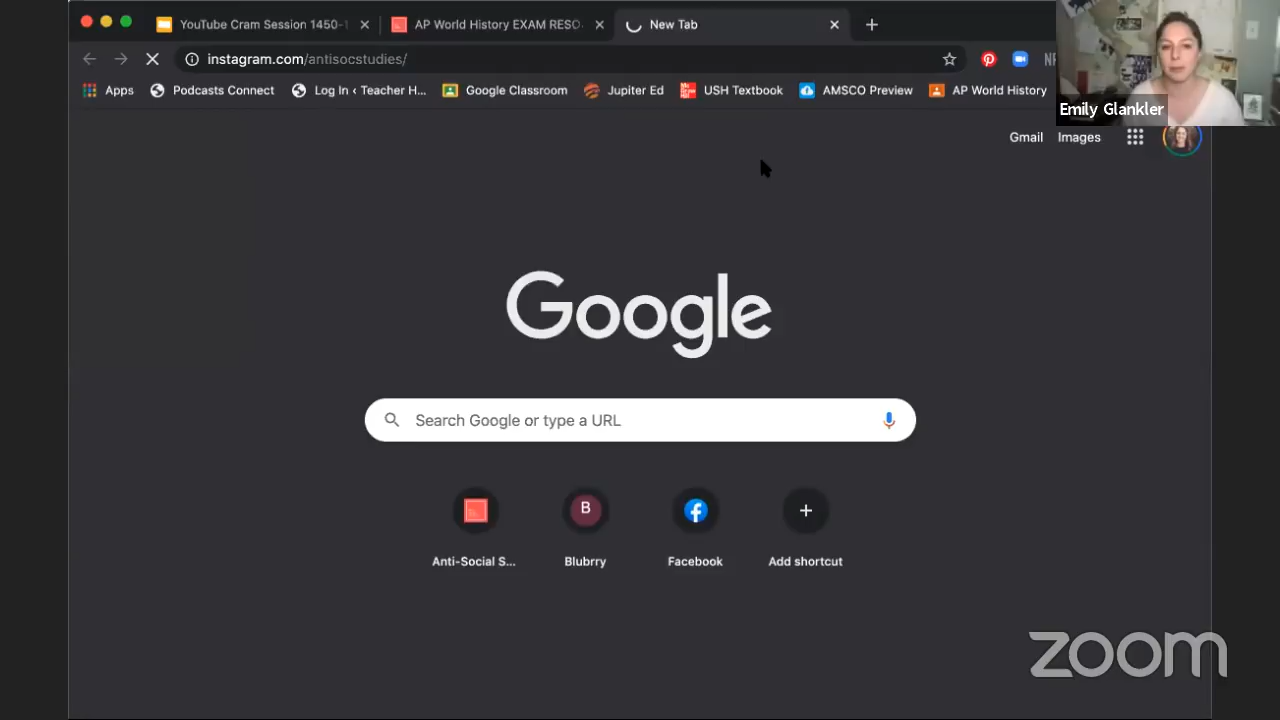 YouTube Cram Session 1450-1
AP World History EXAM RESO
New Tab
instagram.com/antisocstudies/
Apps
Podcasts Connect
Log In ‹ Teacher H...
Google Classroom
Jupiter Ed
USH Textbook
AMSCO Preview
AP World History
Emily Glankler
Gmail
Images
Google
Search Google or type a URL
B
Anti-Social S...
Blubrry
Facebook
Add shortcut
zoom